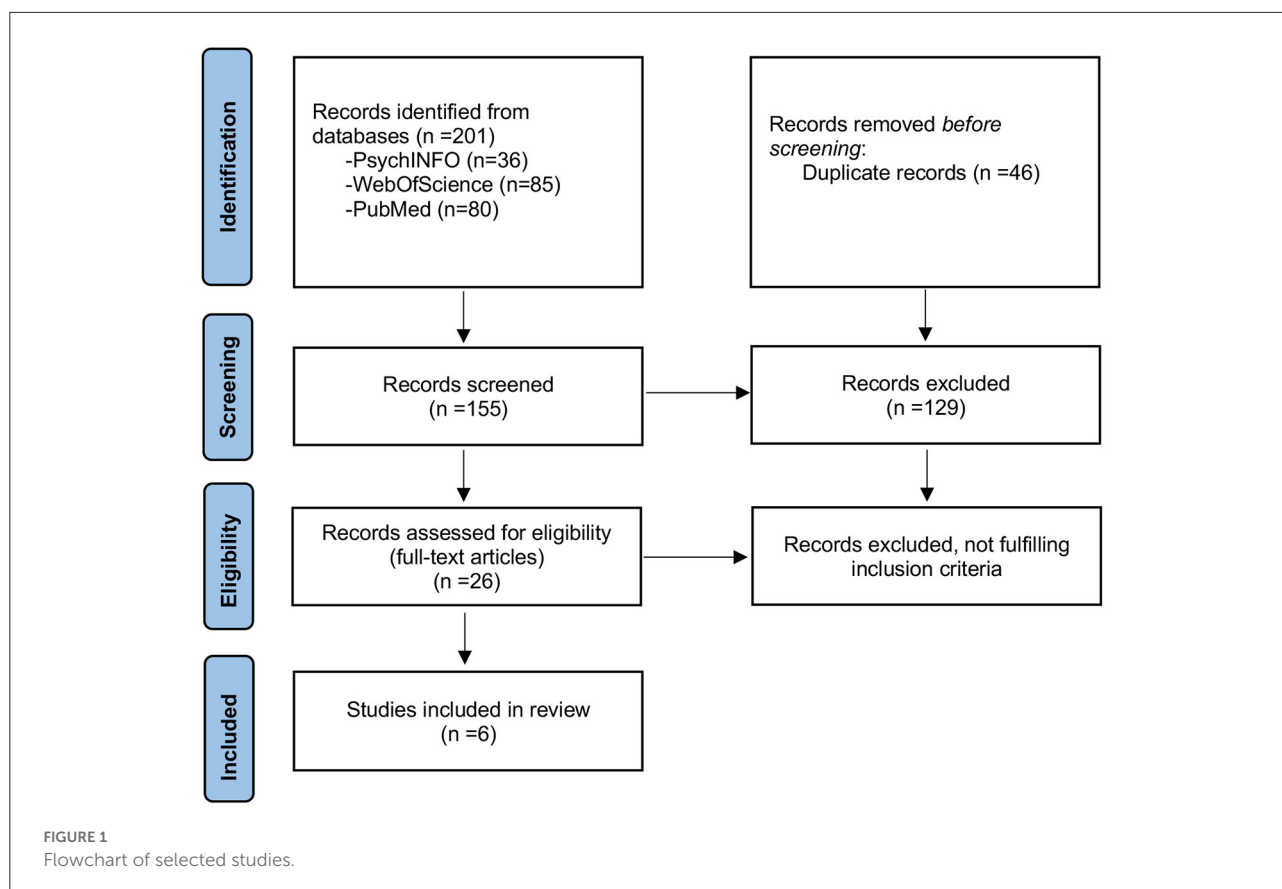 Identification
Records identified from
databases (n =201)
-PsychINFO (n=36)
-WebOfScience (n=85)
-PubMed (n=80)
Records removed before
screening:
Duplicate records (n =46)
Screening
Records screened
(n =155)
Records excluded
(n =129)
Eligibility
Records assessed for eligibility
(full-text articles)
(n =26)
Records excluded, not fulfilling
inclusion criteria
Included
Studies included in review
(n =6)
FIGURE 1
Flowchart of selected studies.